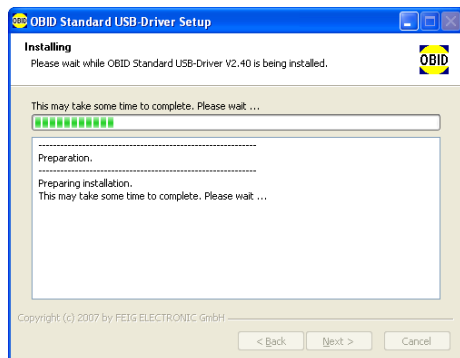 OBID OBID Standard USB-Driver Setup
Installing
Please wait while OBID Standard USB-Driver V2.40 is being installed.
OBID
This may take some time to complete. Please wait ...
------------------------------------------------------------
Preparation.
------------------------------------------------------------
Preparing installation.
This may take some time to complete. Please wait ...
Copyright (c) 2007 by FEIG ELECTRONIC GmbH
< Back Next > Cancel